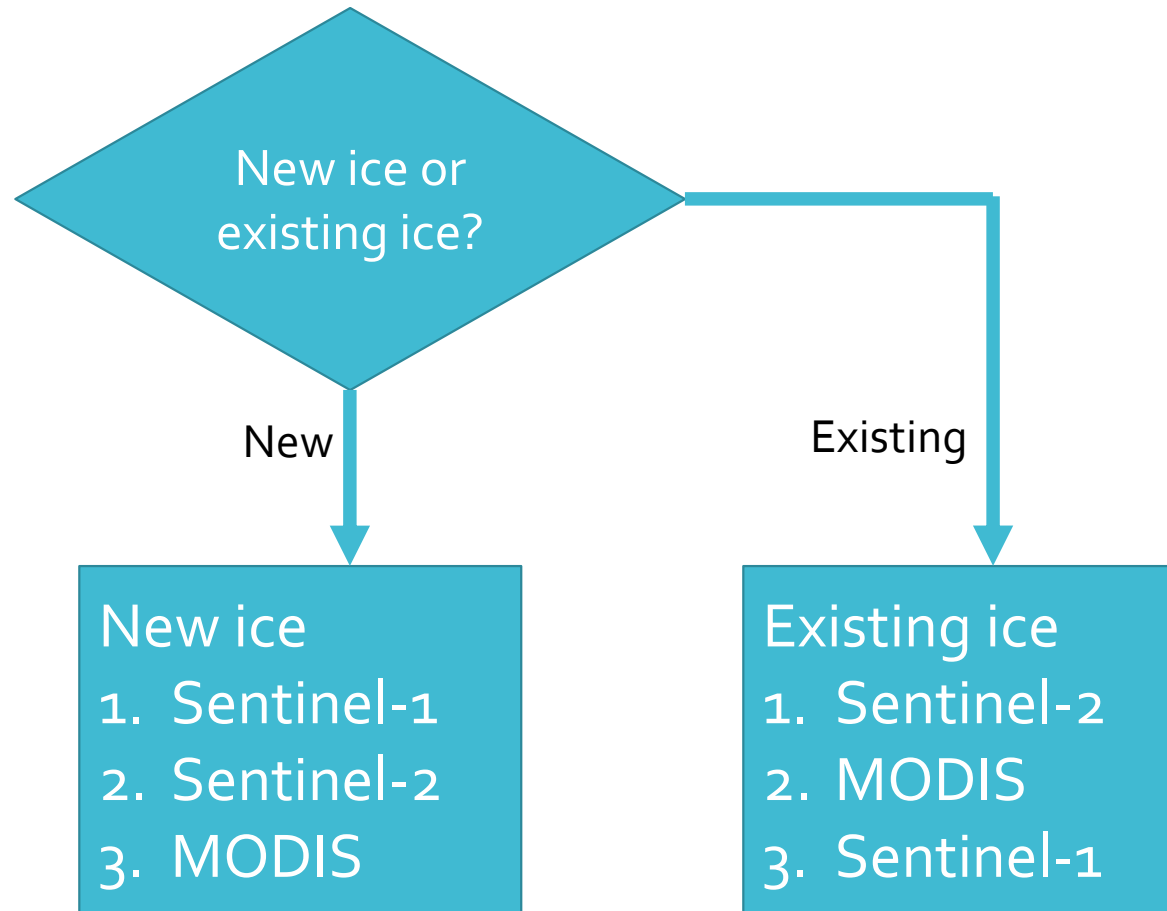 New ice or
existing ice?
New
Existing
New ice
1. Sentinel-1
2. Sentinel-2
3. MODIS
Existing ice
1. Sentinel-2
2. MODIS
3. Sentinel-1